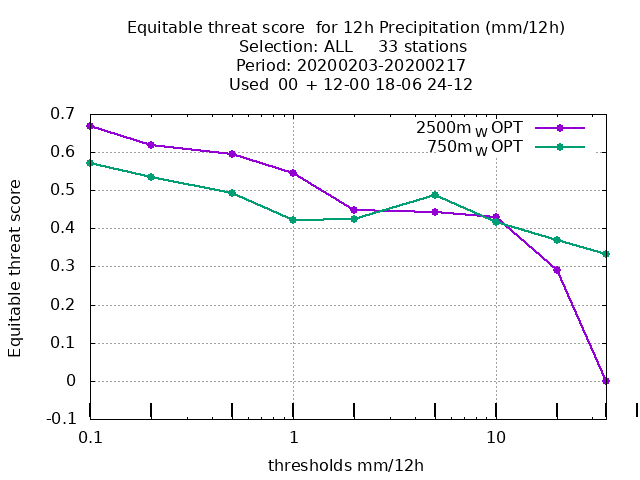 Equitable threat score  for 12h Precipitation (mm/12h)
Selection: ALL     33 stations
Period: 20200203-20200217
Used  00  + 12-00 18-06 24-12
2500m W OPT
750m W OPT
Equitable threat score
0.7
0.6
0.5
0.4
0.3
0.2
0.1
0
-0.1
0.1
1
10
thresholds mm/12h